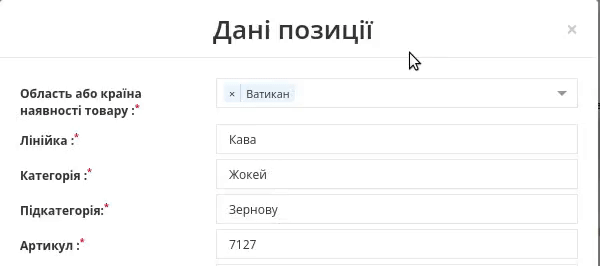 Дані позиції
×
Область або країна
наявності товару :*
× Ватикан
Лінійка :* Кава
Категорія :* Жокей
Підкатегорія:* Зернову
Артикул :* 7127